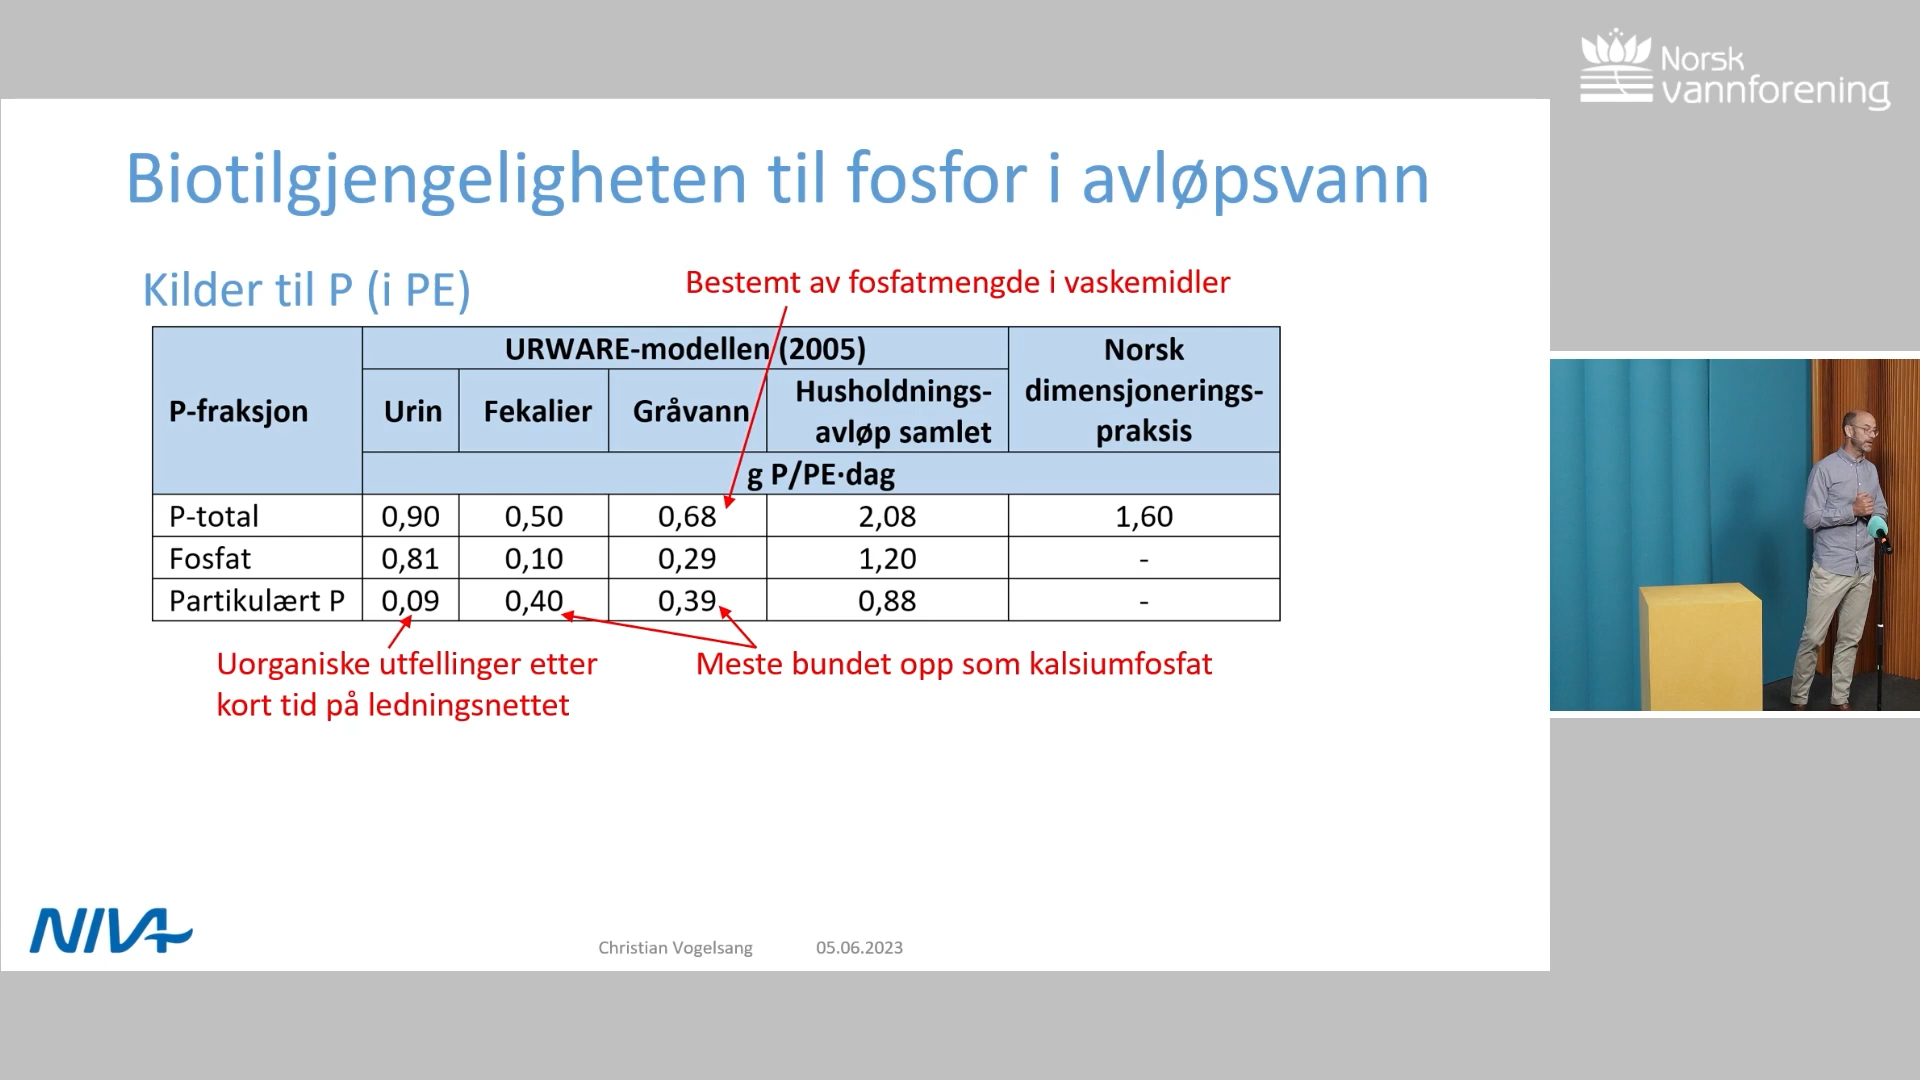 Norsk
vannforening
Biotilgjengeligheten til fosfor i avløpsvann
Kilder til P (i PE)
Bestemt av fosfatmengde i vaskemidler
P-fraksjon
URWARE-modellen (2005)
Norsk
dimensjonerings-
praksis
Urin
Fekalier
Gråvann
Husholdnings-
avløp samlet
g P/PE·dag
P-total 0,90 0,50 0,68 2,08 1,60
Fosfat 0,81 0,10 0,29 1,20 -
Partikulært P 0,09 0,40 0,39 0,88 -
Uorganiske utfellinger etter
kort tid på ledningsnettet
Meste bundet opp som kalsiumfosfat
NIVA
Christian Vogelsang 05.06.2023